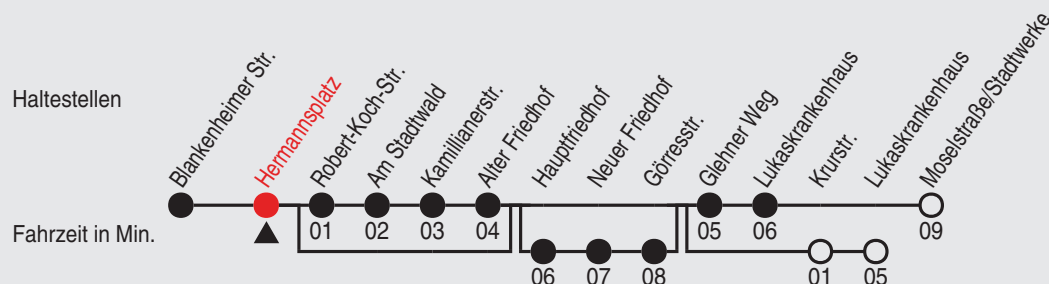 Haltestellen
Blankenheimer Str.
Hermannsplatz
Robert-Koch-Str.
Am Stadtwald
Kamillianerstr.
Alter Friedhof
Hauptfriedhof
Neuer Friedhof
Görresstr.
Glehner Weg
Lukaskrankenhaus
Krurstr.
Lukaskrankenhaus
Moselstraße/Stadtwerke
Fahrzeit in Min.
01 02 03 04 05 06 09
06 07 08 01 05